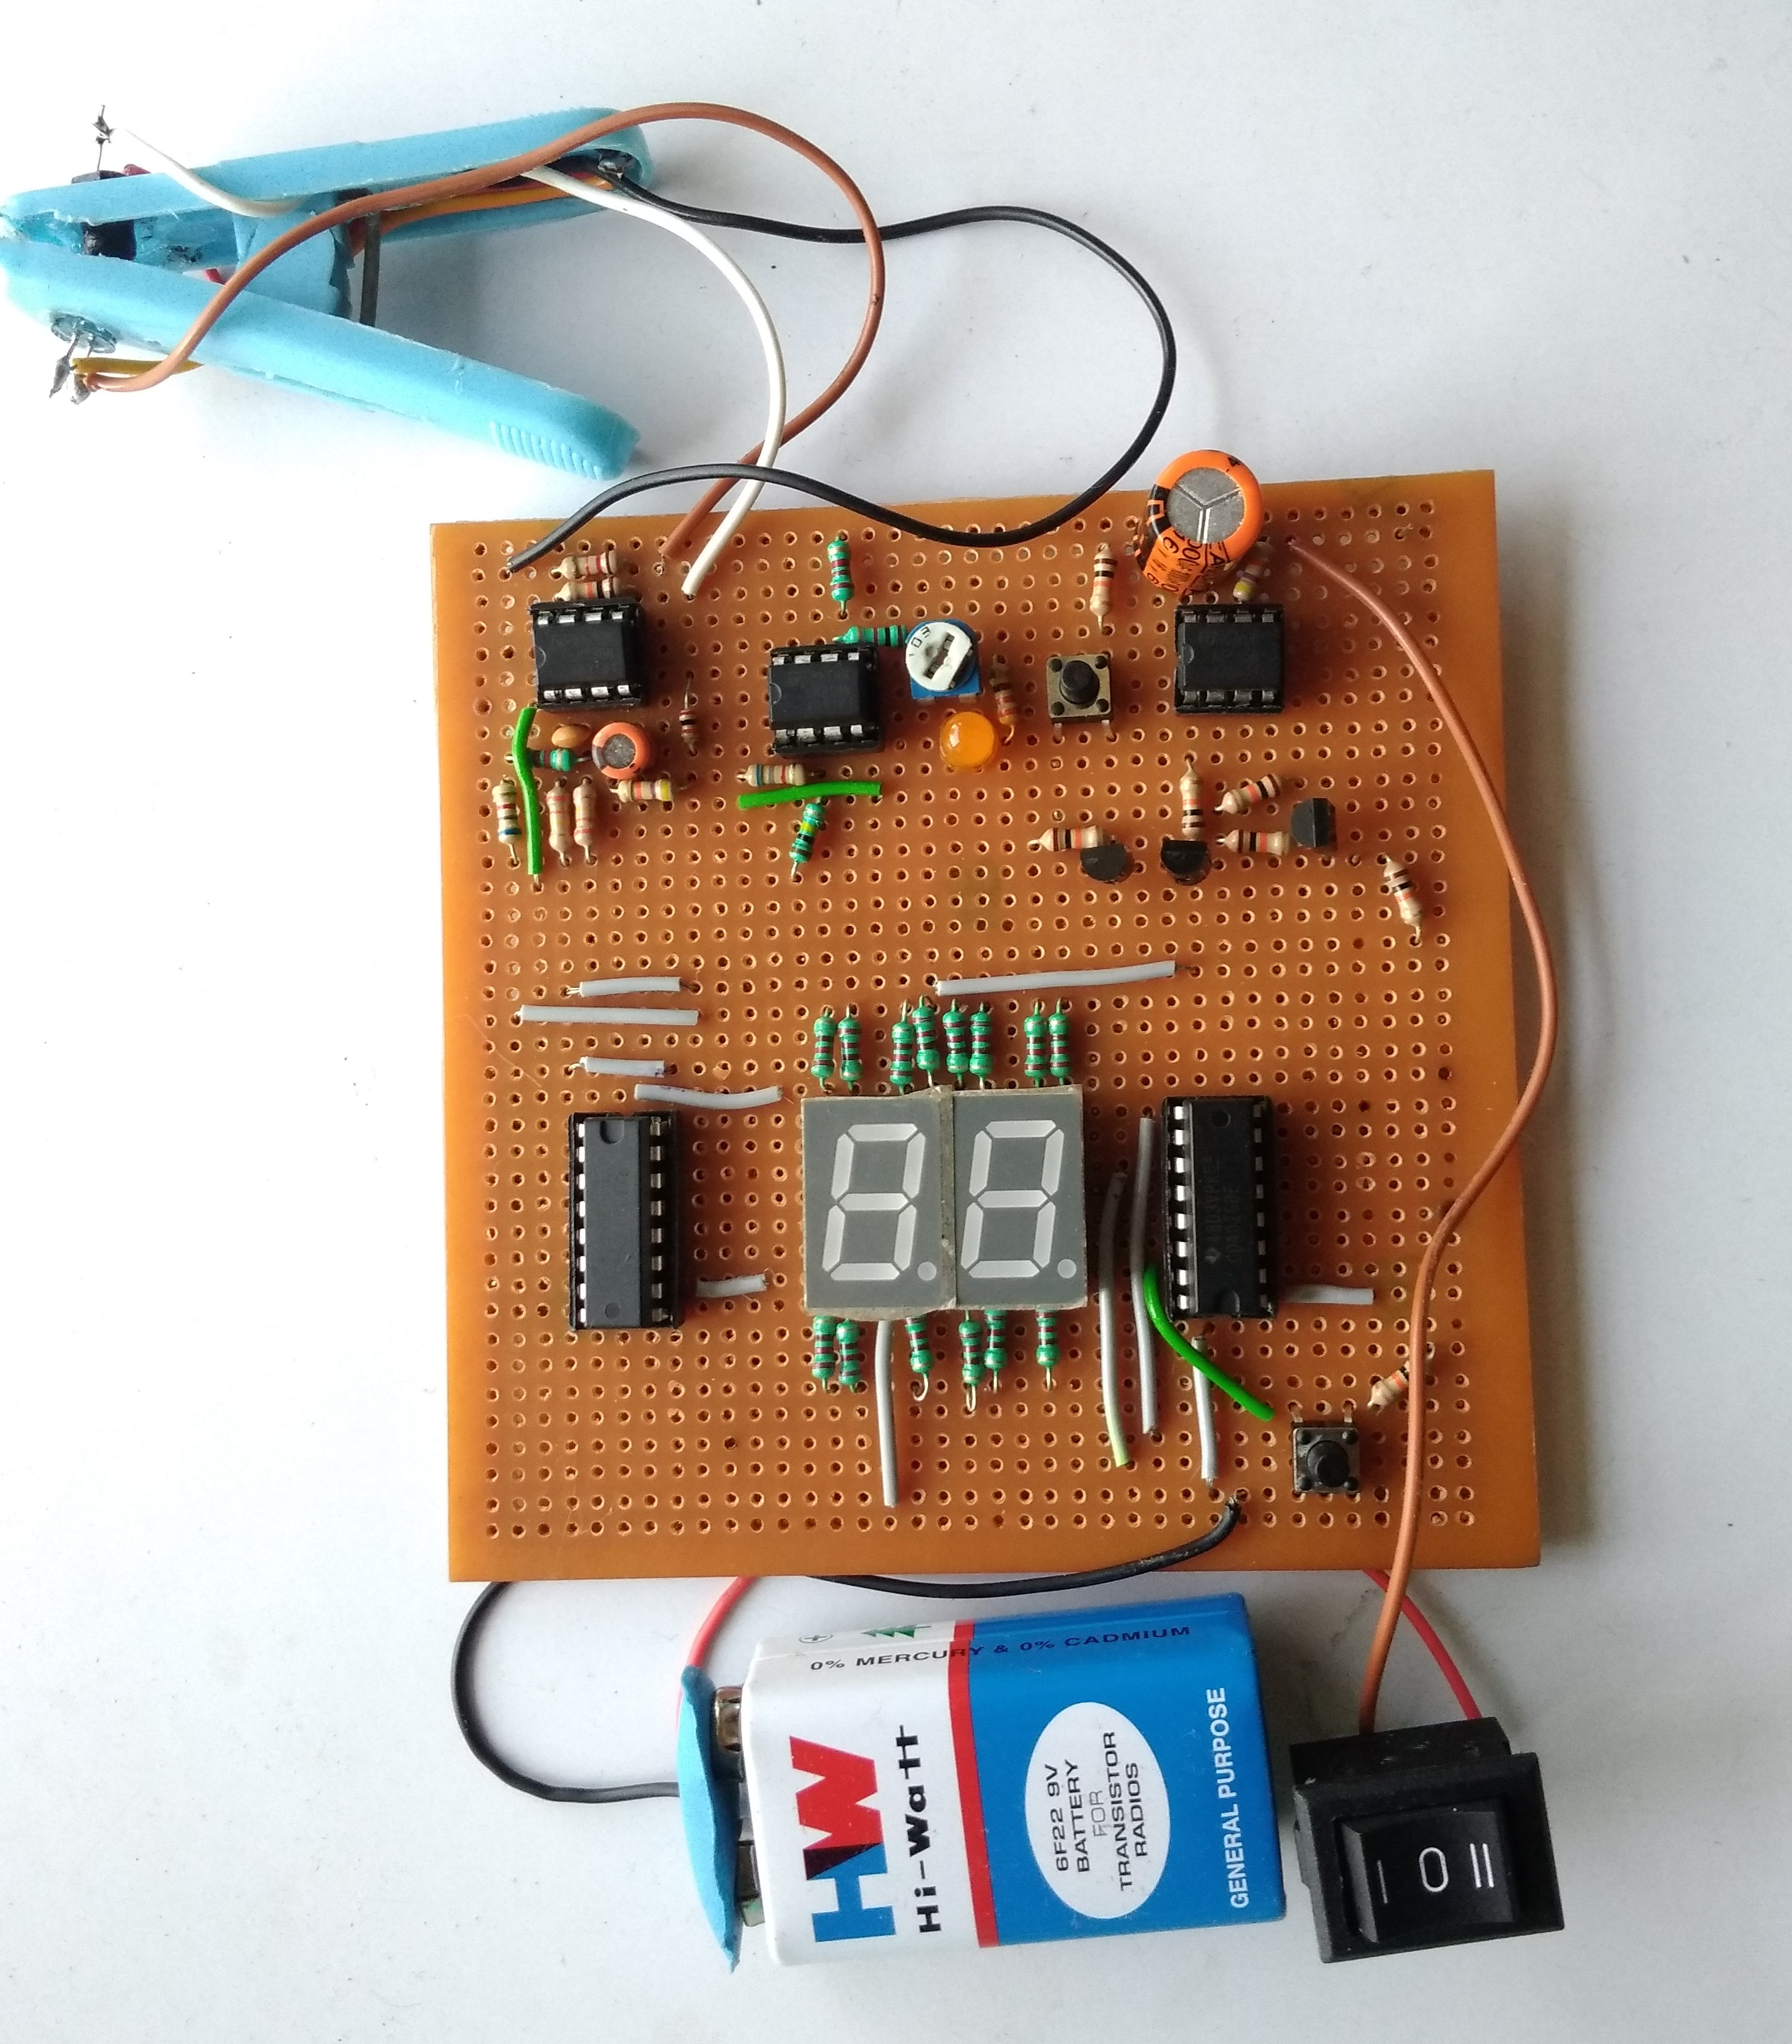 0% MERCURY & 0% CADMIUM
HW
Hi-Watt
6F22 9V
BATTERY
FOR
TRANSISTOR
RADIOS
GENERAL PURPOSE
I O II